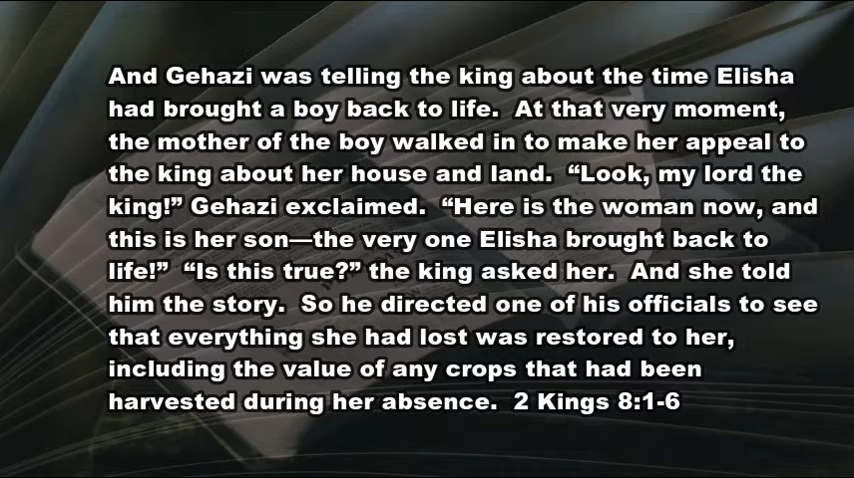 And Gehazi was telling the king about the time Elisha
had brought a boy back to life.  At that very moment,
the mother of the boy walked in to make her appeal to
the king about her house and land.  “Look, my lord the
king!” Gehazi exclaimed.  “Here is the woman now, and
this is her son—the very one Elisha brought back to
life!”  “Is this true?” the king asked her.  And she told
him the story.  So he directed one of his officials to see
that everything she had lost was restored to her,
including the value of any crops that had been
harvested during her absence.  2 Kings 8:1-6